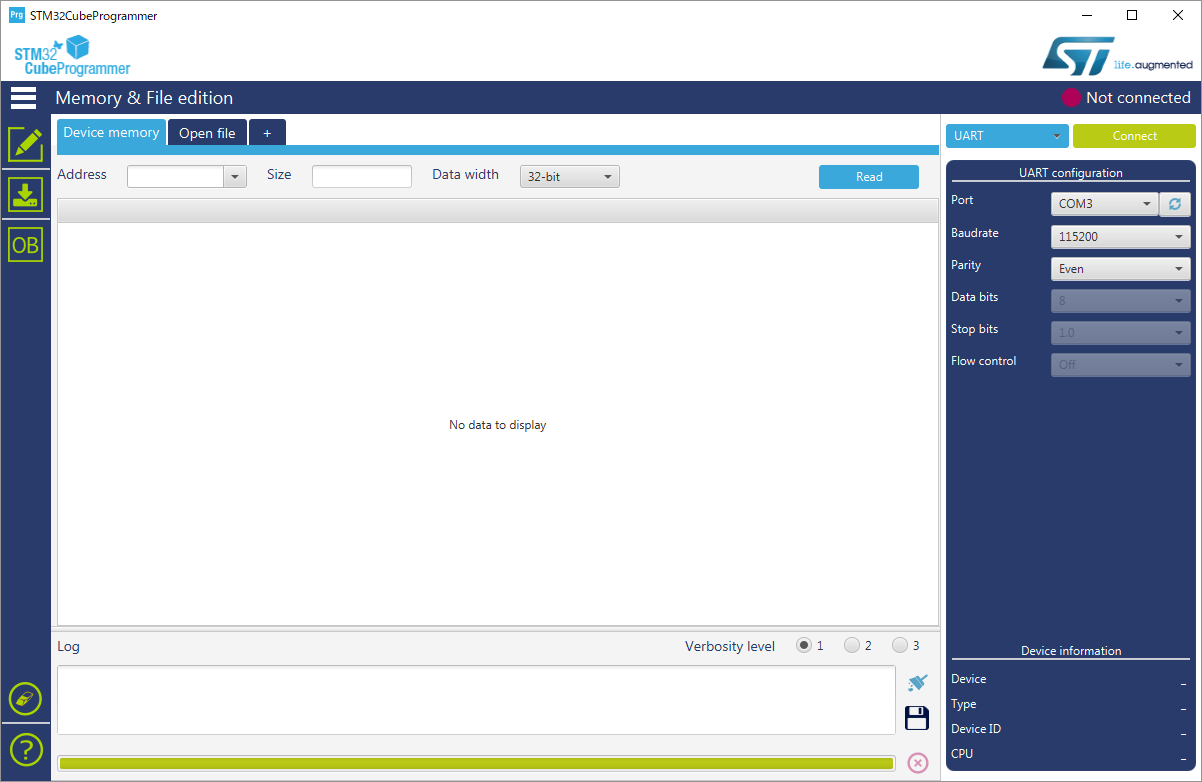 Prg STM32CubeProgrammer
STM32
CubeProgrammer
ST life.augmented
Memory & File edition
Not connected
Device memory Open file +
UART Connect
Address Size Data width 32-bit Read
UART configuration
Port COM3
Baudrate 115200
Parity Even
Data bits 8
Stop bits 1.0
Flow control Off
OB
No data to display
Log Verbosity level 1 2 3
Device information
Device -
Type -
Device ID -
CPU -
?